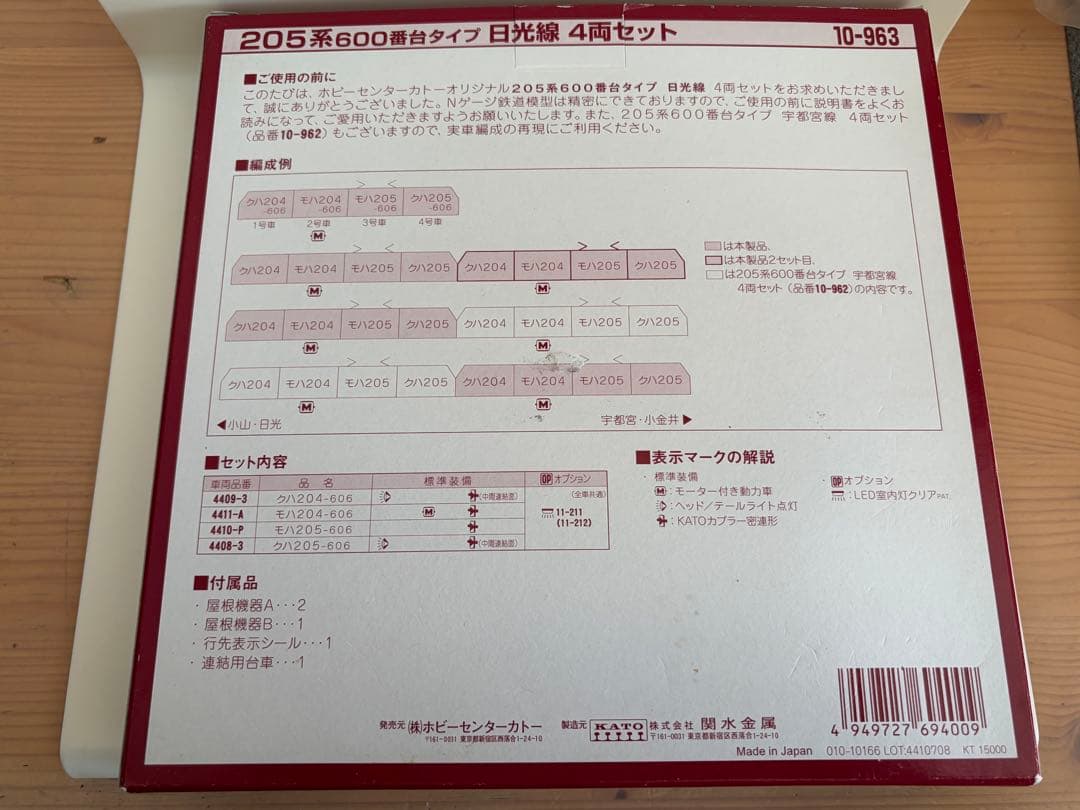 205系600番台タイプ 日光線 4両セット 10-963
■ご使用の前に
このたびは、ホビーセンターカトーオリジナル205系600番台タイプ 日光線 4両セットをお求めいただきまし
て、誠にありがとうございました。Nゲージ鉄道模型は精密にできておりますので、ご使用の前に説明書をよくお
読みになって、ご愛用いただきますようお願いいたします。また、205系600番台タイプ 宇都宮線 4両セット
(品番10-962)もございますので、実車編成の再現にご利用ください。
■編成例
クハ204 モハ204 モハ205 クハ205
-606 -606 -606 -606
1号車 2号車 3号車 4号車
M
クハ204 モハ204 モハ205 クハ205 クハ204 モハ204 モハ205 クハ205
M M
クハ204 モハ204 モハ205 クハ205 クハ204 モハ204 モハ205 クハ205
M M
クハ204 モハ204 モハ205 クハ205 クハ204 モハ204 モハ205 クハ205
M M
◀小山・日光 宇都宮・小金井▶
は本製品、
は本製品2セット目、
は205系600番台タイプ 宇都宮線
4両セット(品番10-962)の内容です。
■セット内容
車両品番 品名 標準装備 OPオプション
4409-3 クハ204-606 (中間連結面) (全車共通)
4411-A モハ204-606 M 11-211
4410-P モハ205-606 (11-212)
4408-3 クハ205-606 (中間連結面)
■表示マークの解説
・標準装備
M：モーター付き動力車
：ヘッド／テールライト点灯
：KATOカプラー密連形
・OPオプション
：LED室内灯クリアPAT.
■付属品
・屋根機器A・・・2
・屋根機器B・・・1
・行先表示シール・・・1
・連結用台車・・・1
発売元 (株)ホビーセンターカトー
〒161-0031 東京都新宿区西落合1-24-10
製造元 KATO 株式会社 関水金属
〒161-0031 東京都新宿区西落合1-24-10
4 949727 694009
Made in Japan 010-10166 LOT:4410708 KT 15000